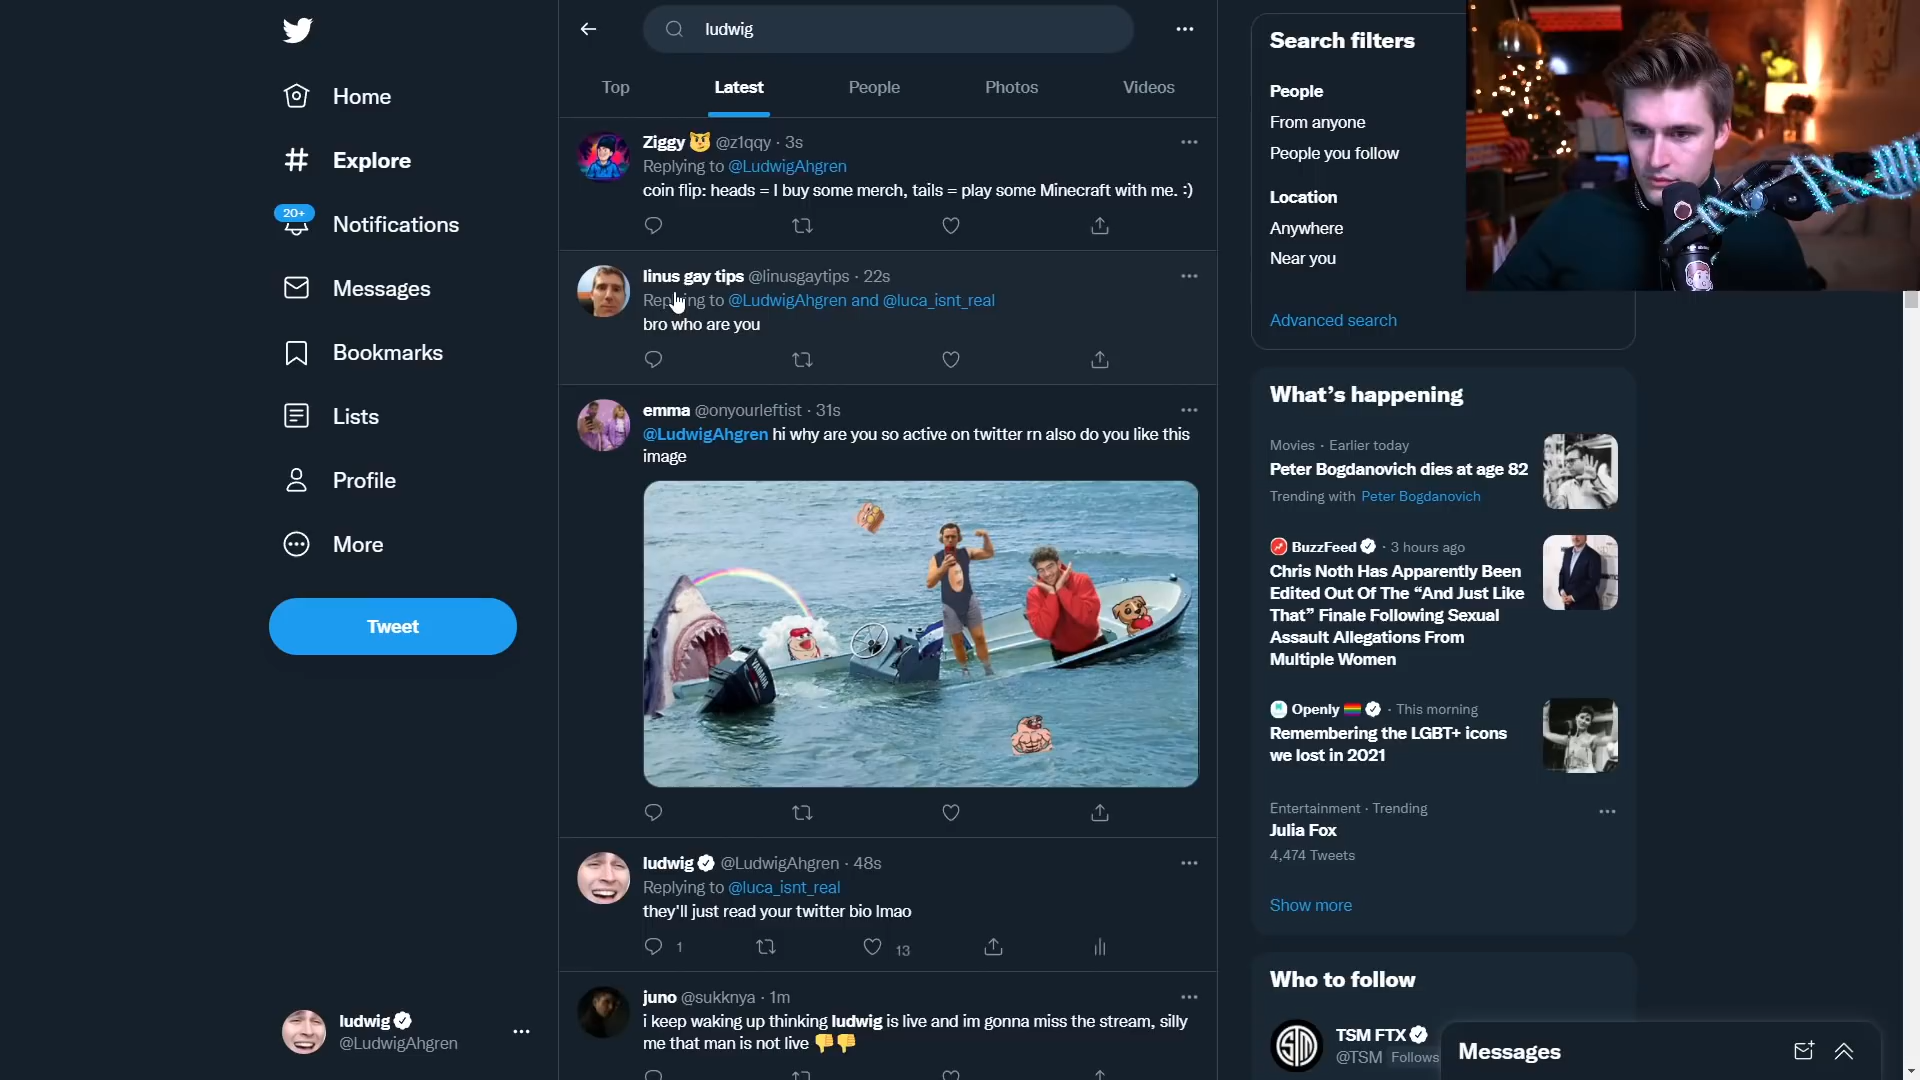 ludwig
Top
Latest
People
Photos
Videos
Home
Explore
20+
Notifications
Messages
Bookmarks
Lists
Profile
More
Tweet
ludwig
@LudwigAhgren
Ziggy 😼 @z1qqy · 3s
Replying to @LudwigAhgren
coin flip: heads = I buy some merch, tails = play some Minecraft with me. :)
linus gay tips @linusgaytips · 22s
Replying to @LudwigAhgren and @luca_isnt_real
bro who are you
emma @onyourleftist · 31s
@LudwigAhgren hi why are you so active on twitter rn also do you like this
image
YAMAHA
ludwig @LudwigAhgren · 48s
Replying to @luca_isnt_real
they'll just read your twitter bio lmao
1
13
juno @sukknya · 1m
i keep waking up thinking ludwig is live and im gonna miss the stream, silly
me that man is not live 👎👎
Search filters
People
From anyone
People you follow
Location
Anywhere
Near you
Advanced search
What's happening
Movies · Earlier today
Peter Bogdanovich dies at age 82
Trending with Peter Bogdanovich
BuzzFeed · 3 hours ago
Chris Noth Has Apparently Been
Edited Out Of The “And Just Like
That” Finale Following Sexual
Assault Allegations From
Multiple Women
Openly 🏳️‍🌈 · This morning
Remembering the LGBT+ icons
we lost in 2021
Entertainment · Trending
Julia Fox
4,474 Tweets
Show more
Who to follow
TSM FTX
@TSM Follows
Messages